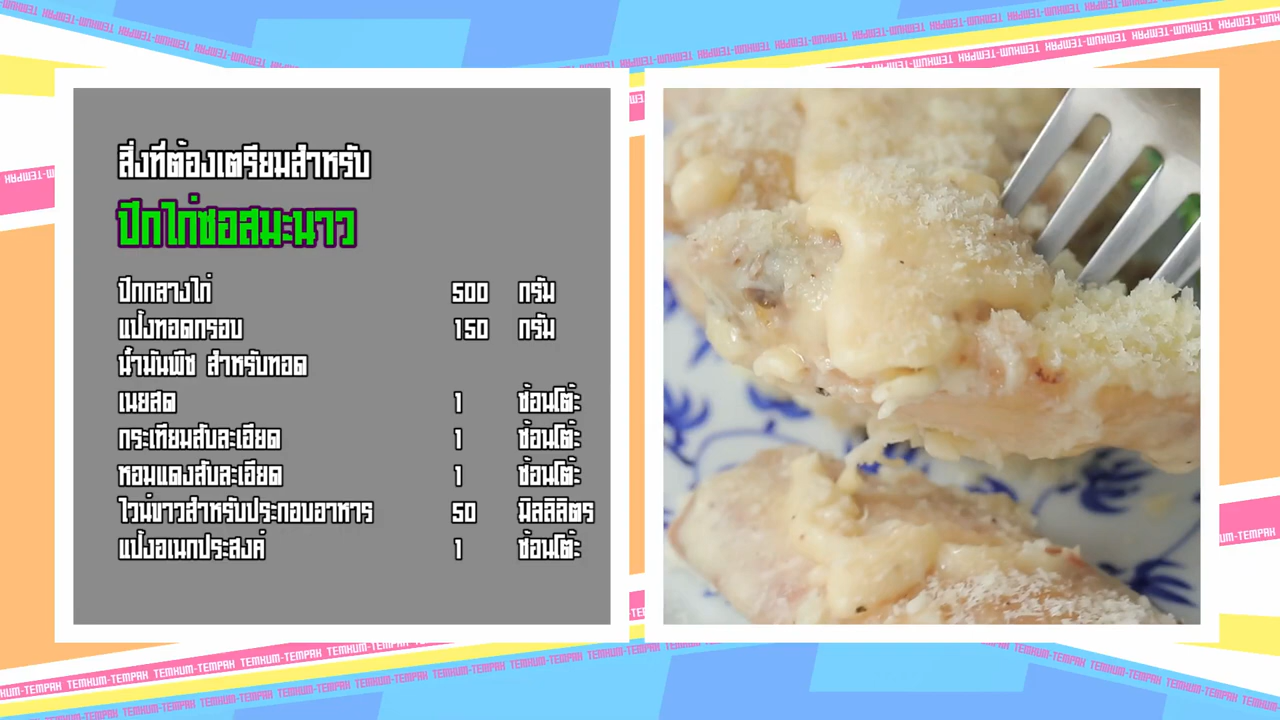 สิ่งที่ต้องเตรียมสำหรับ
ปีกไก่ซอสมะนาว
ปีกกลางไก่ 500 กรัม
แป้งทอดกรอบ 150 กรัม
น้ำมันพืช สำหรับทอด
เนยสด 1 ช้อนโต๊ะ
กระเทียมสับละเอียด 1 ช้อนโต๊ะ
หอมแดงสับละเอียด 1 ช้อนโต๊ะ
ไวน์ขาวสำหรับประกอบอาหาร 50 มิลลิลิตร
แป้งอเนกประสงค์ 1 ช้อนโต๊ะ
TEMXUM-TEMPAX TEMXUM-TEMPAX TEMXUM-TEMPAX TEMXUM-TEMPAX